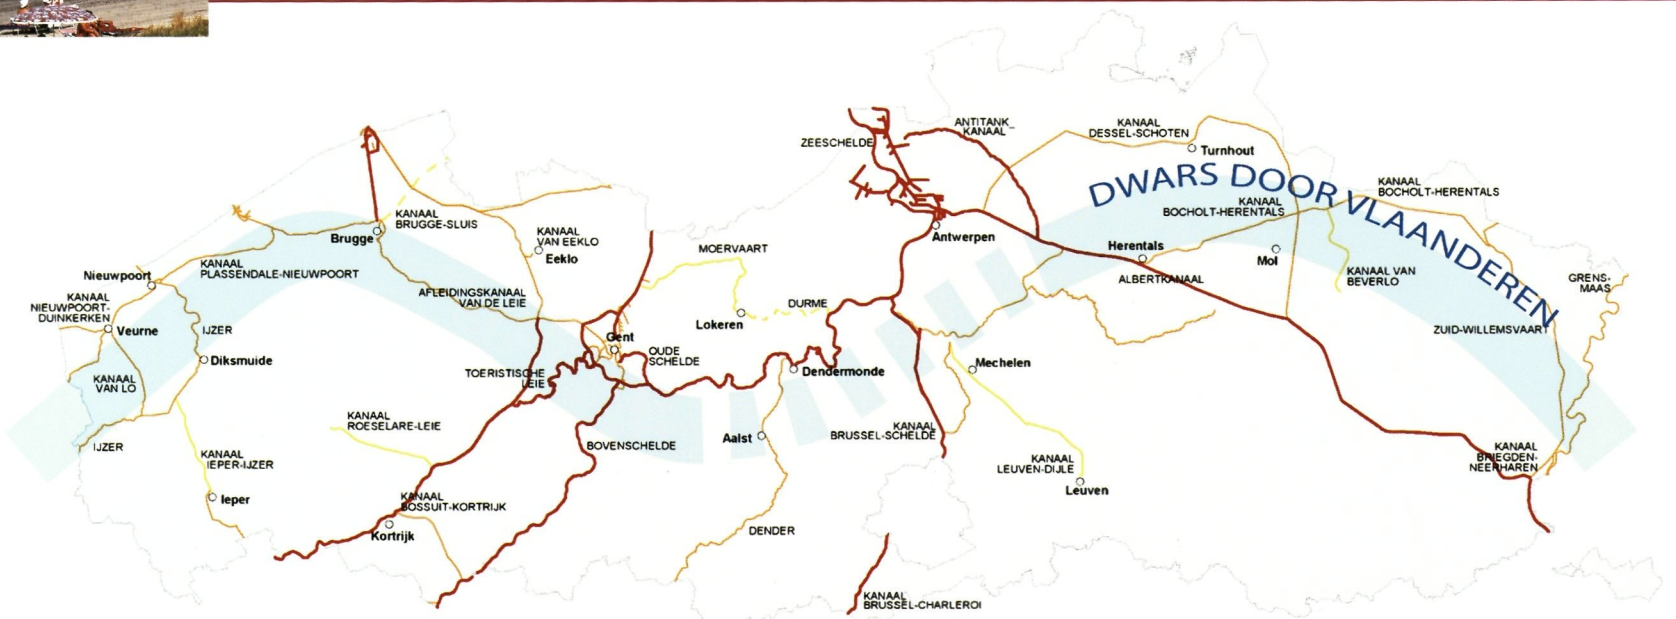 ANTITANK_
KANAAL
KANAAL
DESSEL-SCHOTEN
ZEESCHELDE
Turnhout
DWARS DOOR VLAANDEREN
KANAAL
BOCHOLT-HERENTALS
KANAAL
BOCHOLT-HERENTALS
KANAAL
BRUGGE-SLUIS
Brugge
KANAAL
VAN EEKLO
Eeklo
Antwerpen
Herentals
Mol
MOERVAART
KANAAL
PLASSENDALE-NIEUWPOORT
Nieuwpoort
ALBERTKANAAL
KANAAL VAN
BEVERLO
GRENS-
MAAS
AFLEIDINGSKANAAL
VAN DE LEIE
KANAAL
NIEUWPOORT-
DUINKERKEN
DURME
Lokeren
Veurne
IJZER
ZUID-WILLEMSVAART
Gent
OUDE
SCHELDE
Diksmuide
Mechelen
TOERISTISCHE
LEIE
Dendermonde
KANAAL
VAN LO
KANAAL
ROESELARE-LEIE
KANAAL
BRUSSEL-SCHELDE
Aalst
IJZER
BOVENSCHELDE
KANAAL
IEPER-IJZER
KANAAL
LEUVEN-DIJLE
KANAAL
BRIEGDEN-
NEERHAREN
Leuven
Ieper
KANAAL
BOSSUIT-KORTRIJK
Kortrijk
DENDER
KANAAL
BRUSSEL-CHARLEROI